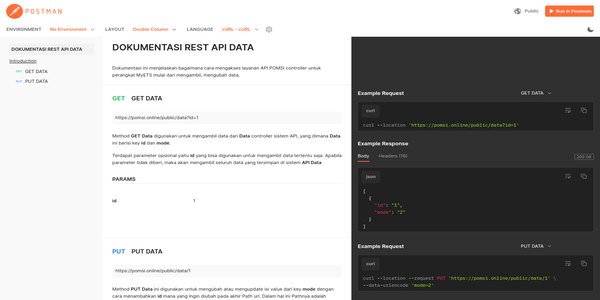 POSTMAN
Public
Run in Postman
ENVIRONMENT No Environment LAYOUT Double Column LANGUAGE cURL - cURL
DOKUMENTASI REST API DATA
Introduction
GET GET DATA
PUT PUT DATA
DOKUMENTASI REST API DATA
Dokumentasi ini menjelaskan bagaimana cara mengakses layanan API POMSI controller untuk
perangkat MyETS mulai dari mengambil, mengubah data.
GET GET DATA
https://pomsi.online/public/data?id=1
Method GET Data digunakan untuk mengambil data dari Data controller sistem API, yang dimana Data
ini berisi key id dan mode.
Terdapat parameter opsional yaitu id yang bisa digunakan untuk mengambil data tertentu saja. Apabila
parameter tidak diberi, maka akan mengambil seluruh data yang tersimpan di sistem API Data
PARAMS
id 1
PUT PUT DATA
https://pomsi.online/public/data/1
Method PUT Data ini digunakan untuk mengubah atau mengupdate isi value dari key mode dengan
cara menambahkan id mana yang ingin diubah pada akhir Path url. Dalam hal ini Pathnya adalah
Example Request GET DATA
curl
curl --location 'https://pomsi.online/public/data?id=1'
Example Response
Body Headers (16) 200 OK
json
[
{
"id": "1",
"mode": "2"
}
]
Example Request PUT DATA
curl
curl --location --request PUT 'https://pomsi.online/public/data/1' \
--data-urlencode 'mode=3'